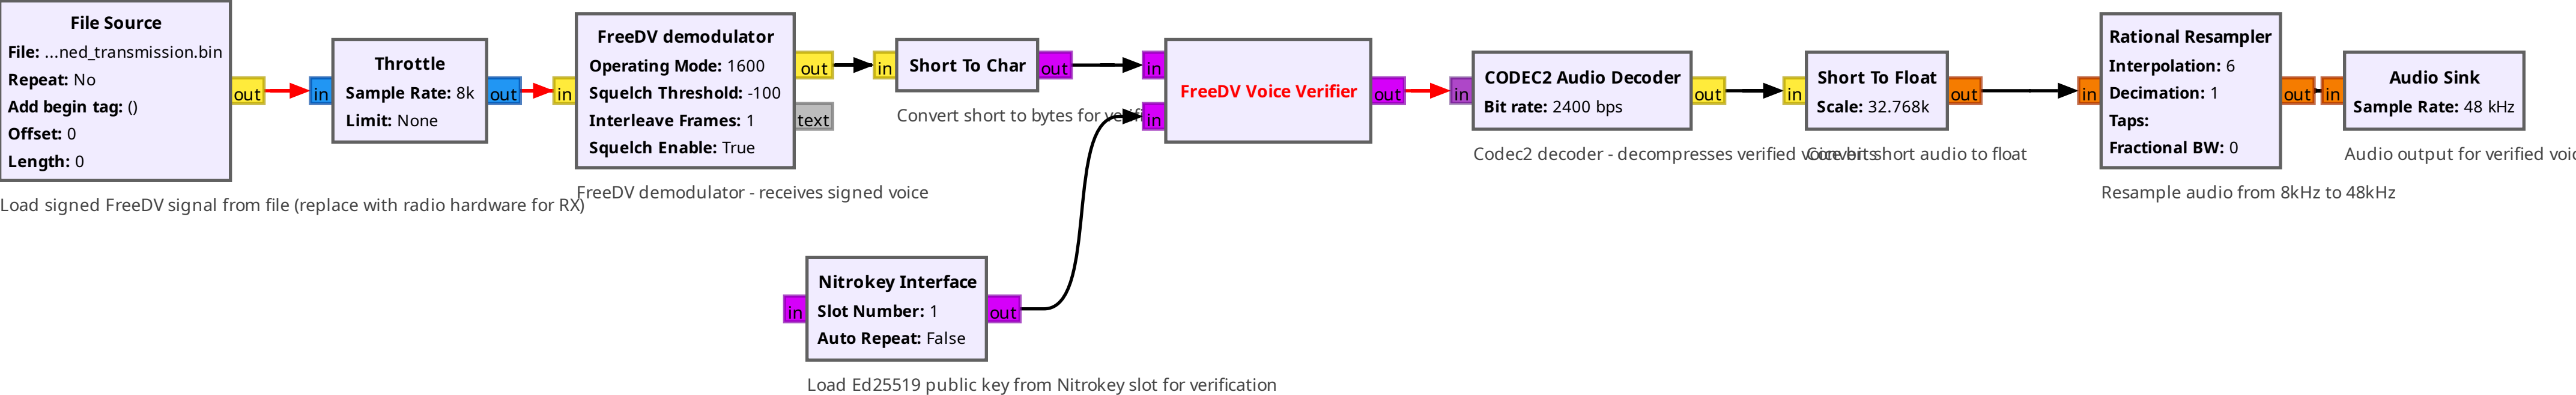 File Source
File: ...ned_transmission.bin
Repeat: No
Add begin tag: ()
Offset: 0
Length: 0
out
Load signed FreeDV signal from file (replace with radio hardware for RX)
in
Throttle
Sample Rate: 8k
Limit: None
out
in
FreeDV demodulator
Operating Mode: 1600
Squelch Threshold: -100
Interleave Frames: 1
Squelch Enable: True
out
text
FreeDV demodulator - receives signed voice
in
Short To Char
out
Convert short to bytes for
in
in
FreeDV Voice Verifier
out
in
Nitrokey Interface
Slot Number: 1
Auto Repeat: False
out
Load Ed25519 public key from Nitrokey slot for verification
in
CODEC2 Audio Decoder
Bit rate: 2400 bps
out
Codec2 decoder - decompresses verified voice bits
in
Short To Float
Scale: 32.768k
out
Convert short audio to float
in
Rational Resampler
Interpolation: 6
Decimation: 1
Taps:
Fractional BW: 0
out
Resample audio from 8kHz to 48kHz
in
Audio Sink
Sample Rate: 48 kHz
Audio output for verified